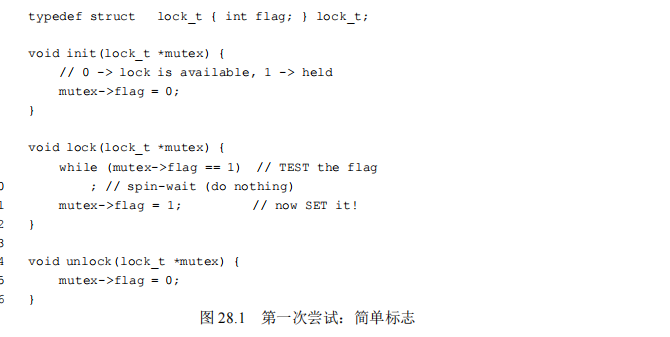 typedef struct   lock_t { int flag; } lock_t;

void init(lock_t *mutex) {
    // 0 -> lock is available, 1 -> held
    mutex->flag = 0;
}

void lock(lock_t *mutex) {
    while (mutex->flag == 1)  // TEST the flag
0        ; // spin-wait (do nothing)
1    mutex->flag = 1;         // now SET it!
2 }
3
4 void unlock(lock_t *mutex) {
5    mutex->flag = 0;
6 }
图 28.1　第一次尝试：简单标志